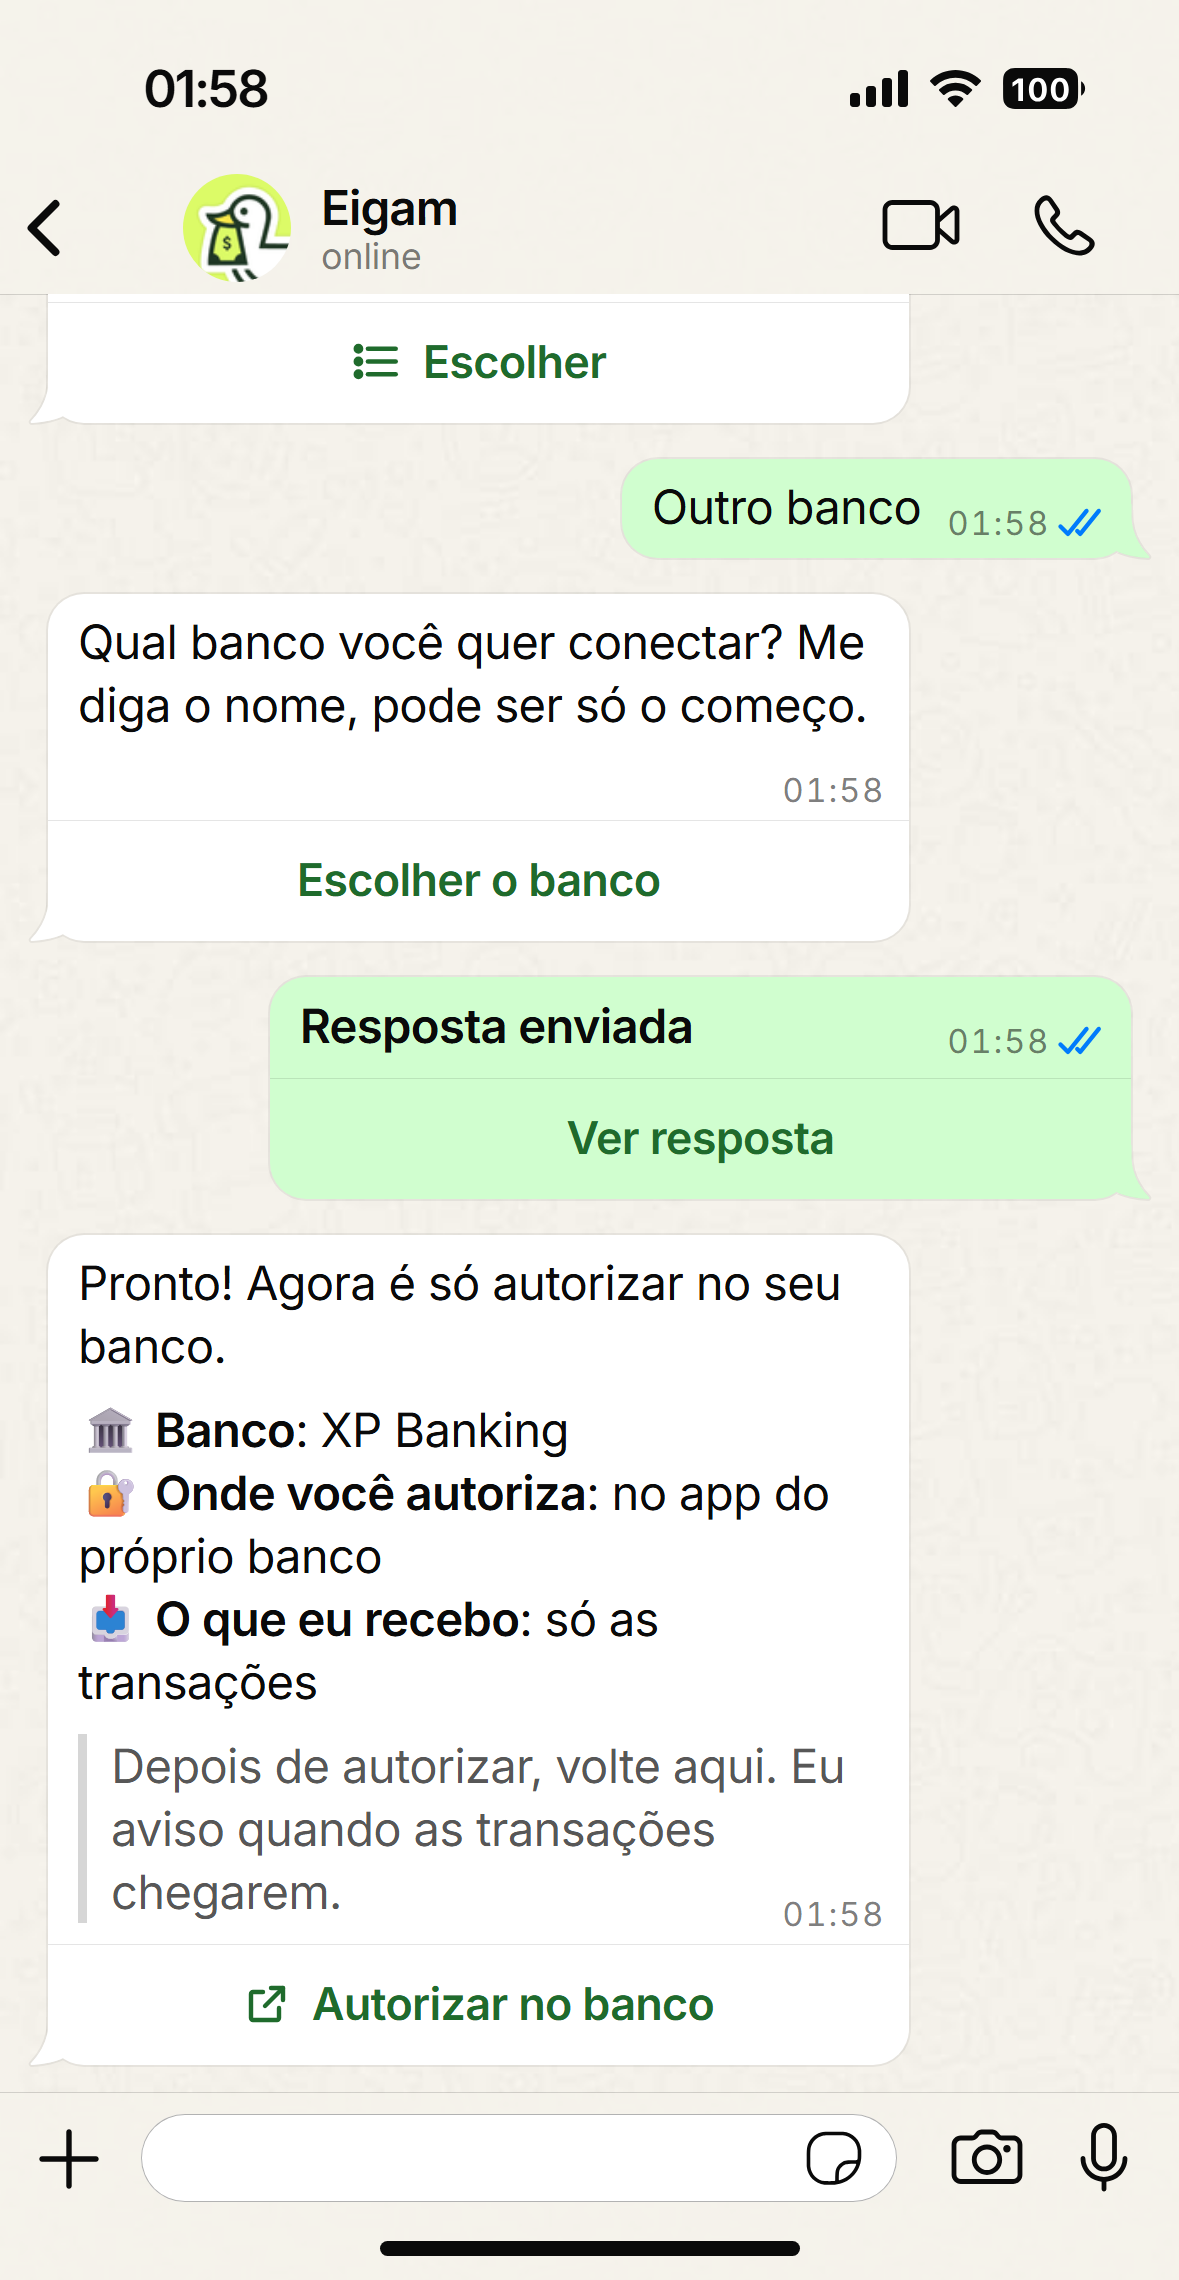 01:58
100
Eigam
online
Escolher
Outro banco 01:58
Qual banco você quer conectar? Me
diga o nome, pode ser só o começo.
01:58
Escolher o banco
Resposta enviada 01:58
Ver resposta
Pronto! Agora é só autorizar no seu
banco.
🏛️ Banco: XP Banking
🔐 Onde você autoriza: no app do
próprio banco
📥 O que eu recebo: só as
transações
Depois de autorizar, volte aqui. Eu
aviso quando as transações
chegarem.
01:58
Autorizar no banco